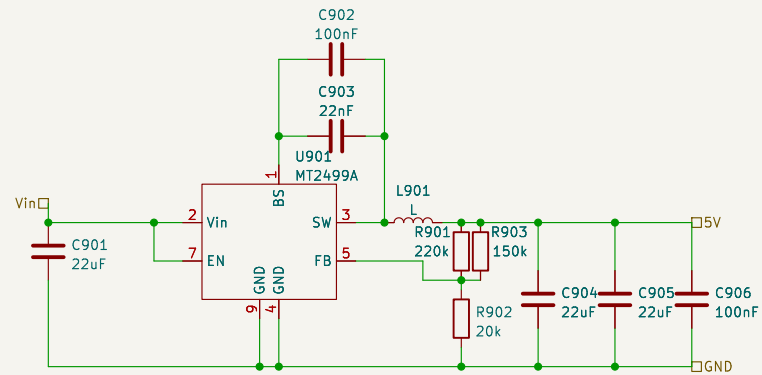 C902
100nF
C903
22nF
U901
MT2499A
1
BS
Vin
2
Vin
SW
3
L901
L
5V
C901
22uF
7
EN
FB
5
R901
220k
R903
150k
GND
GND
9
4
R902
20k
C904
22uF
C905
22uF
C906
100nF
GND